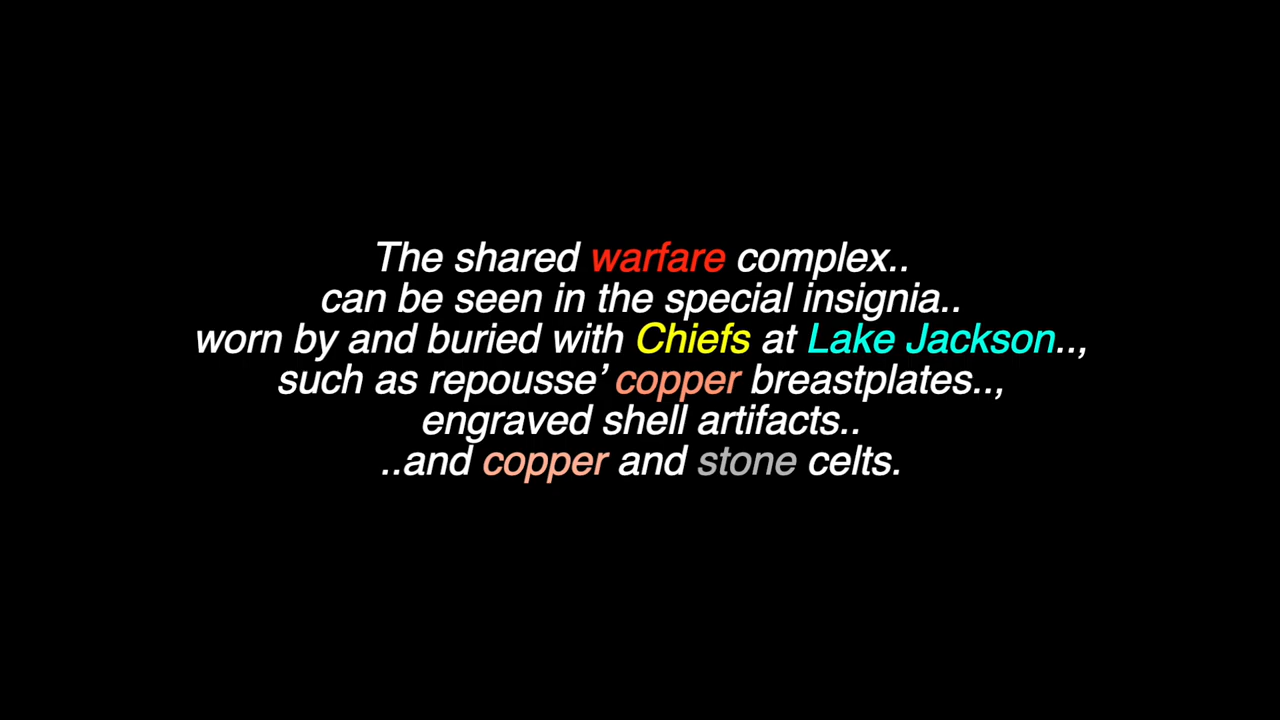 The shared warfare complex..
can be seen in the special insignia..
worn by and buried with Chiefs at Lake Jackson..,
such as repousse’ copper breastplates..,
engraved shell artifacts..
..and copper and stone celts.